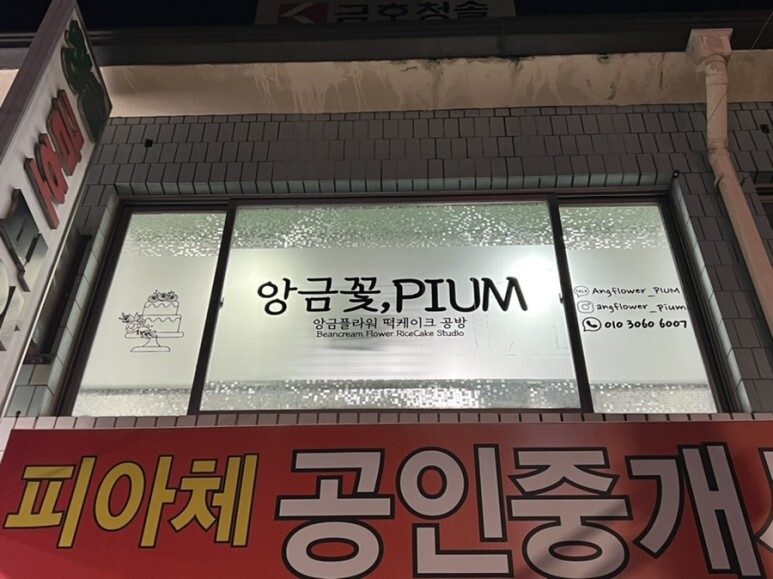 금호청솔
앙금꽃,PIUM
앙금플라워 떡케이크 공방
Beancream Flower RiceCake Studio
TALK Angflower_PIUM
angflower_pium
010 3060 6007
피아체 공인중개